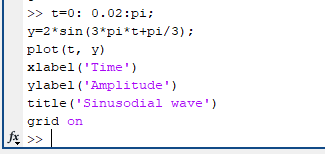 >> t=0: 0.02:pi;
y=2*sin(3*pi*t+pi/3);
plot(t, y)
xlabel('Time')
ylabel('Amplitude')
title('Sinusodial wave')
grid on
fx >>